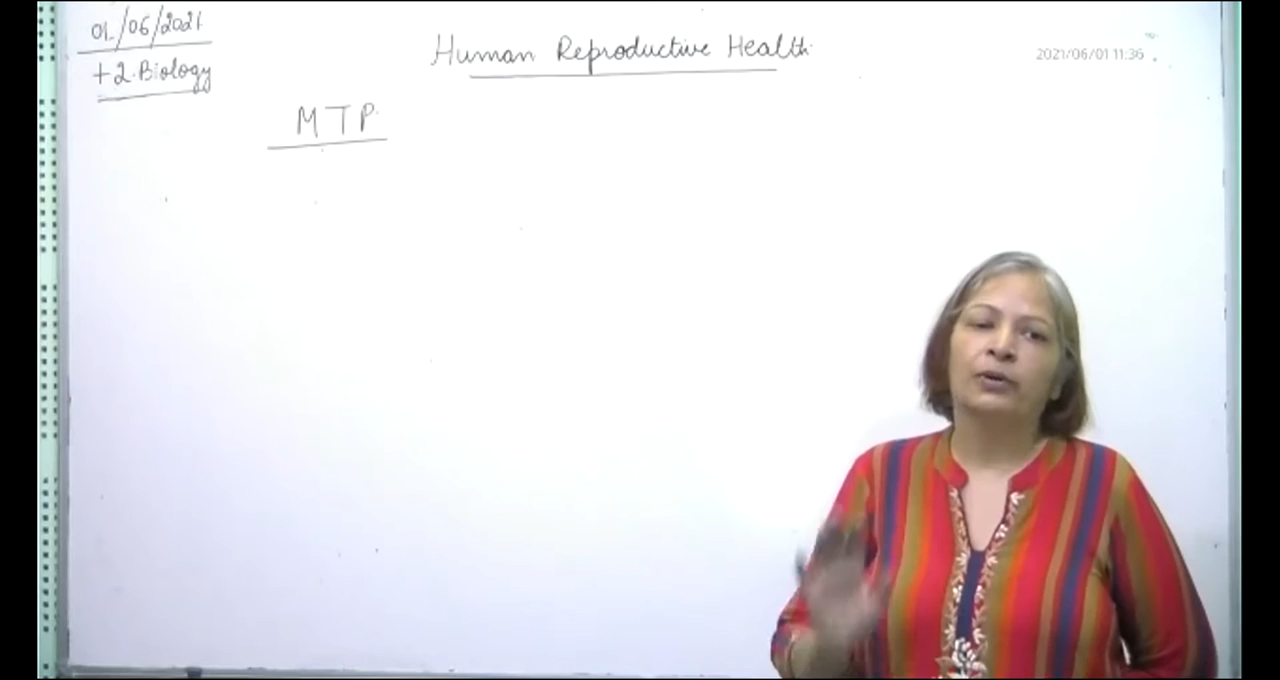 01/06/2021
+2 Biology
Human Reproductive Health
2021/06/01 11:36
MTP